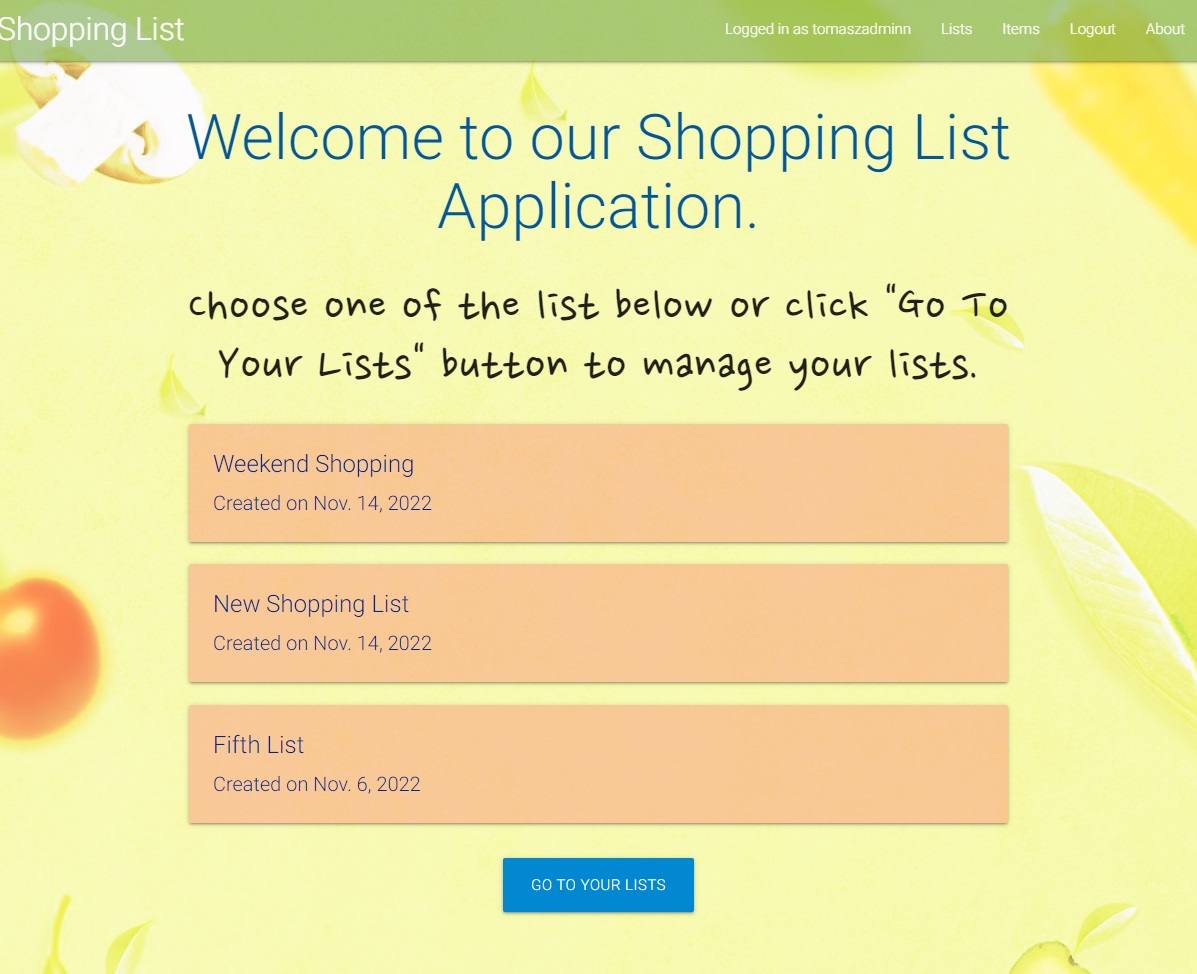 Shopping List
Logged in as tomaszadminn Lists Items Logout About
Welcome to our Shopping List
Application.
Choose one of the list below or click "Go To
Your Lists" button to manage your lists.
Weekend Shopping
Created on Nov. 14, 2022
New Shopping List
Created on Nov. 14, 2022
Fifth List
Created on Nov. 6, 2022
GO TO YOUR LISTS